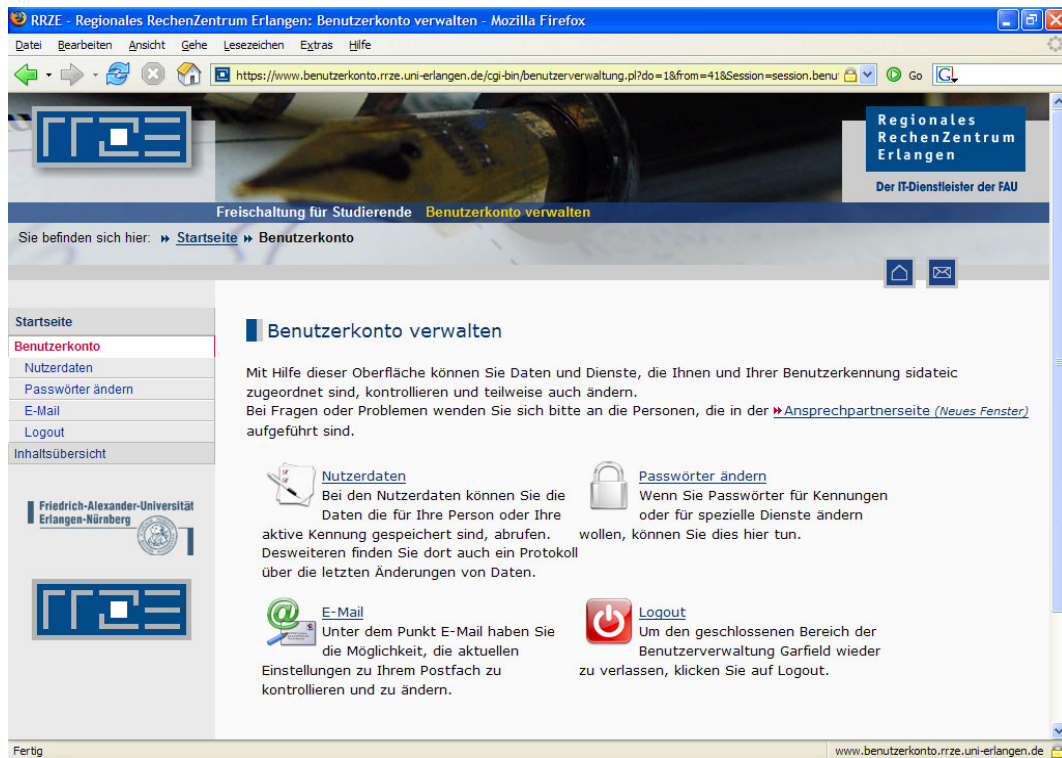 RRZE - Regionales RechenZentrum Erlangen: Benutzerkonto verwalten - Mozilla Firefox
Datei Bearbeiten Ansicht Gehe Lesezeichen Extras Hilfe
https://www.benutzerkonto.rrze.uni-erlangen.de/cgi-bin/benutzerverwaltung.pl?do=1&from=41&Session=session.benu Go G
rrze
Regionales
RechenZentrum
Erlangen
Der IT-Dienstleister der FAU
Freischaltung für Studierende Benutzerkonto verwalten
Sie befinden sich hier: » Startseite » Benutzerkonto
Startseite
Benutzerkonto
Nutzerdaten
Passwörter ändern
E-Mail
Logout
Inhaltsübersicht
Friedrich-Alexander-Universität
Erlangen-Nürnberg
rrze
Benutzerkonto verwalten
Mit Hilfe dieser Oberfläche können Sie Daten und Dienste, die Ihnen und Ihrer Benutzerkennung sidateic
zugeordnet sind, kontrollieren und teilweise auch ändern.
Bei Fragen oder Problemen wenden Sie sich bitte an die Personen, die in der »Ansprechpartnerseite (Neues Fenster)
aufgeführt sind.
Nutzerdaten
Bei den Nutzerdaten können Sie die
Daten die für Ihre Person oder Ihre
aktive Kennung gespeichert sind, abrufen.
Desweiteren finden Sie dort auch ein Protokoll
über die letzten Änderungen von Daten.
Passwörter ändern
Wenn Sie Passwörter für Kennungen
oder für spezielle Dienste ändern
wollen, können Sie dies hier tun.
E-Mail
Unter dem Punkt E-Mail haben Sie
die Möglichkeit, die aktuellen
Einstellungen zu Ihrem Postfach zu
kontrollieren und zu ändern.
Logout
Um den geschlossenen Bereich der
Benutzerverwaltung Garfield wieder
zu verlassen, klicken Sie auf Logout.
Fertig www.benutzerkonto.rrze.uni-erlangen.de